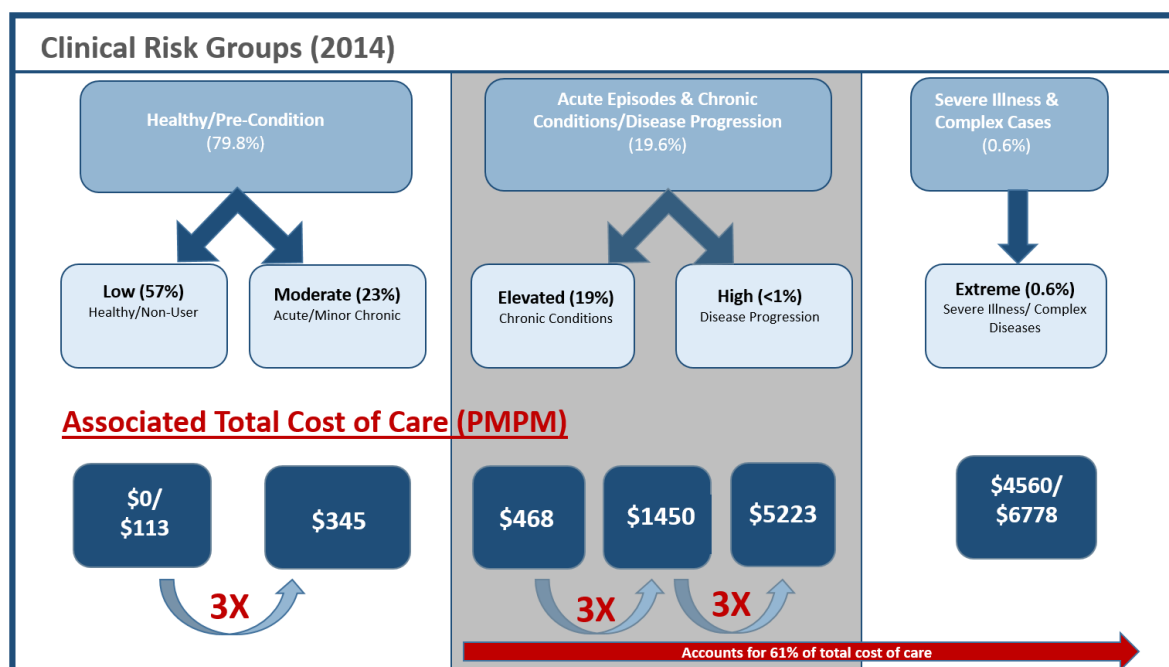 Clinical Risk Groups (2014)
Healthy/Pre-Condition
(79.8%)
Acute Episodes & Chronic
Conditions/Disease Progression
(19.6%)
Severe Illness &
Complex Cases
(0.6%)
Low (57%)
Healthy/Non-User
Moderate (23%)
Acute/Minor Chronic
Elevated (19%)
Chronic Conditions
High (<1%)
Disease Progression
Extreme (0.6%)
Severe Illness/ Complex
Diseases
Associated Total Cost of Care (PMPM)
$0/
$113
$345
$468
$1450
$5223
$4560/
$6778
3X
3X
3X
Accounts for 61% of total cost of care